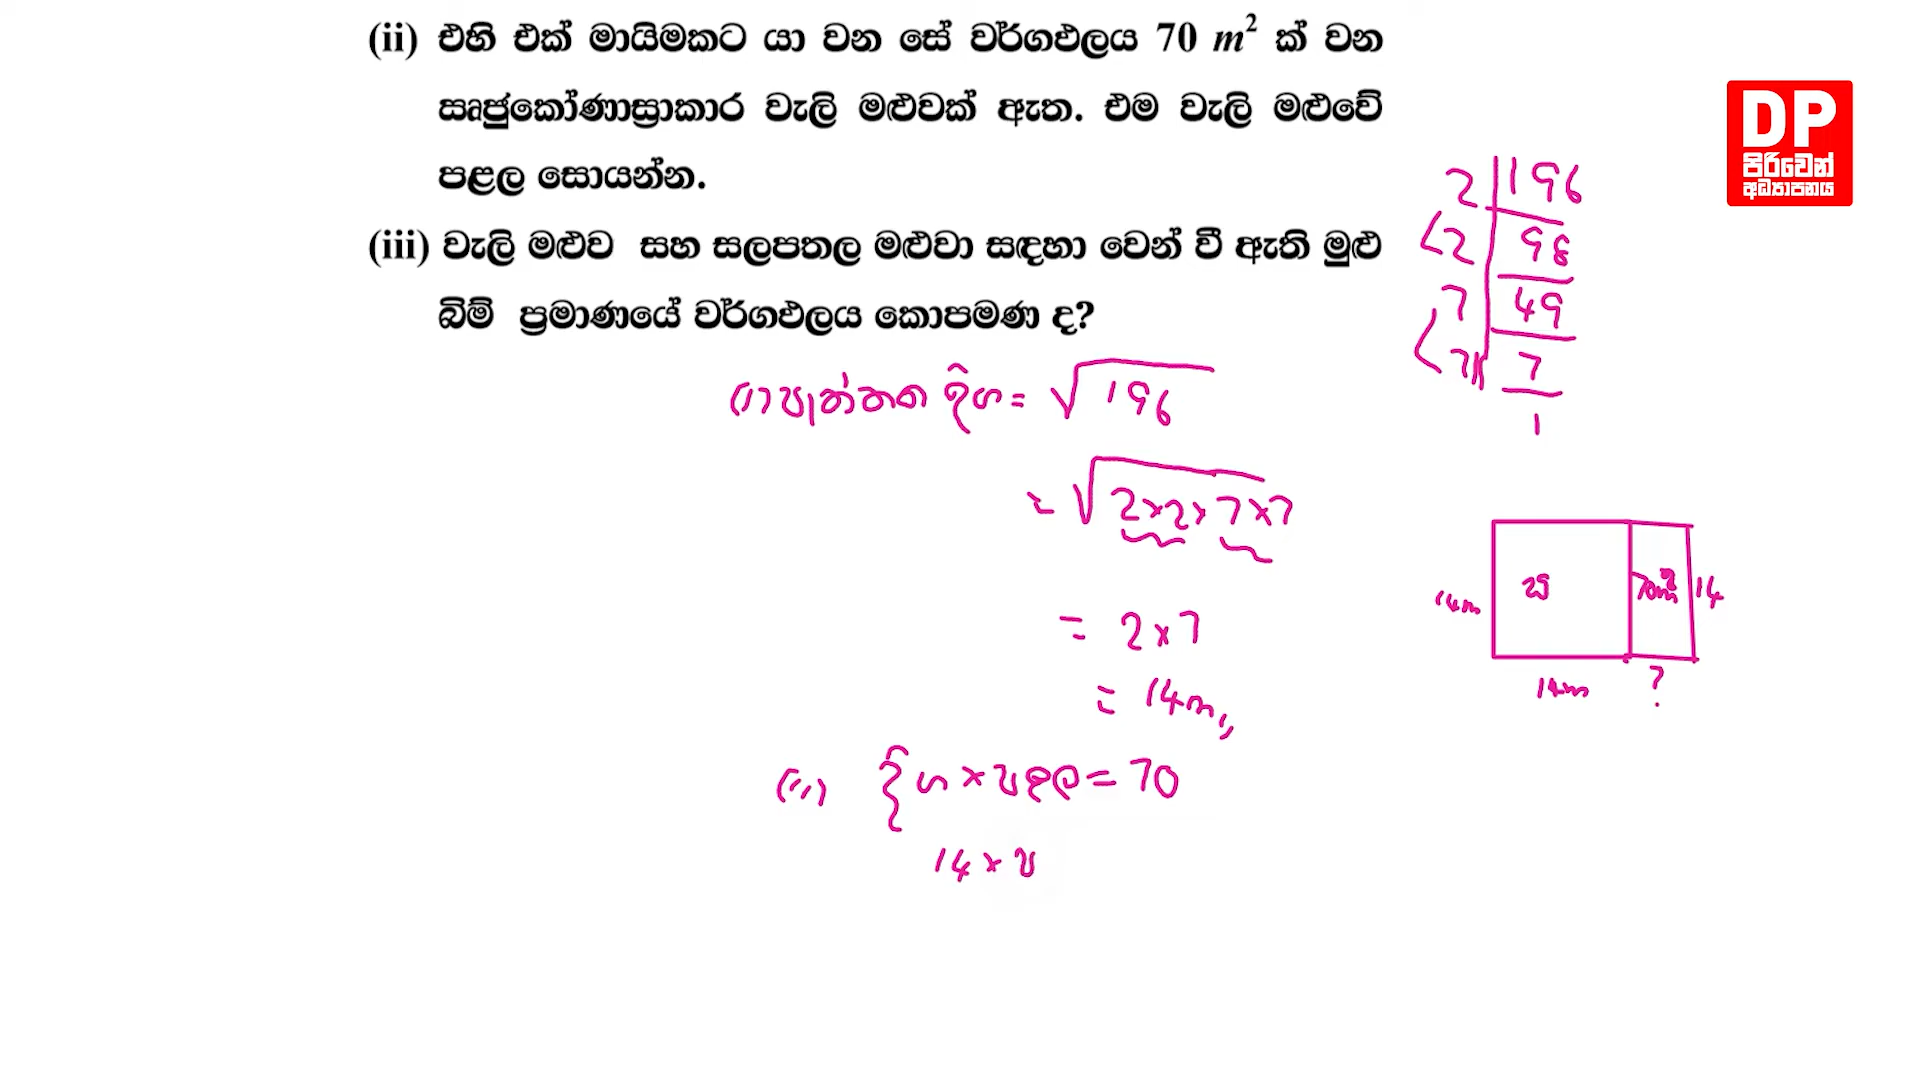 (ii) එහි එක් මායිමකට යා වන සේ වර්ගඵලය 70 m² ක් වන
සෘජුකෝණාස්‍රාකාර වැලි මළුවක් ඇත. එම වැලි මළුවේ
පළල සොයන්න.
(iii) වැලි මළුව සහ සලපතල මළුවා සඳහා වෙන් වී ඇති මුළු
බිම් ප්‍රමාණයේ වර්ගඵලය කොපමණ ද?
DP
පිරිවෙන්
අධ්‍යාපනය
2 196
2 98
7 49
7 7
1
(i) පැත්තක දිග = √196
= √2×2×7×7
= 2×7
= 14m
(ii) දිග × පළල = 70
14 × ප
ස
14m
14
14m
?